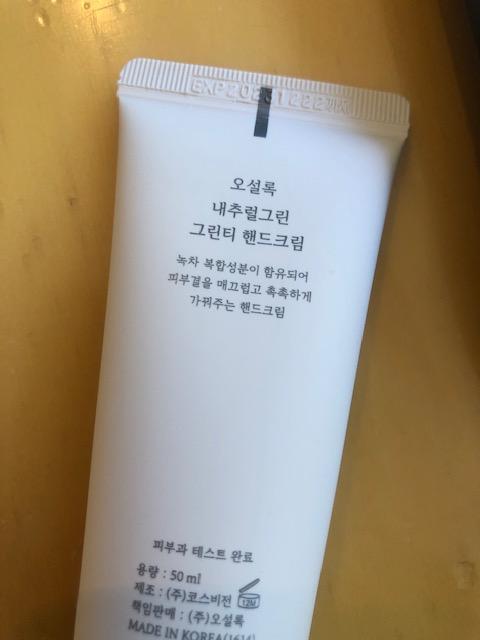 오설록
내추럴그린
그린티 핸드크림
녹차 복합성분이 함유되어
피부결을 매끄럽고 촉촉하게
가꿔주는 핸드크림
피부과 테스트 완료
용량 : 50 ml
제조 : (주)코스비전 12M
책임판매 : (주)오설록
MADE IN KOREA